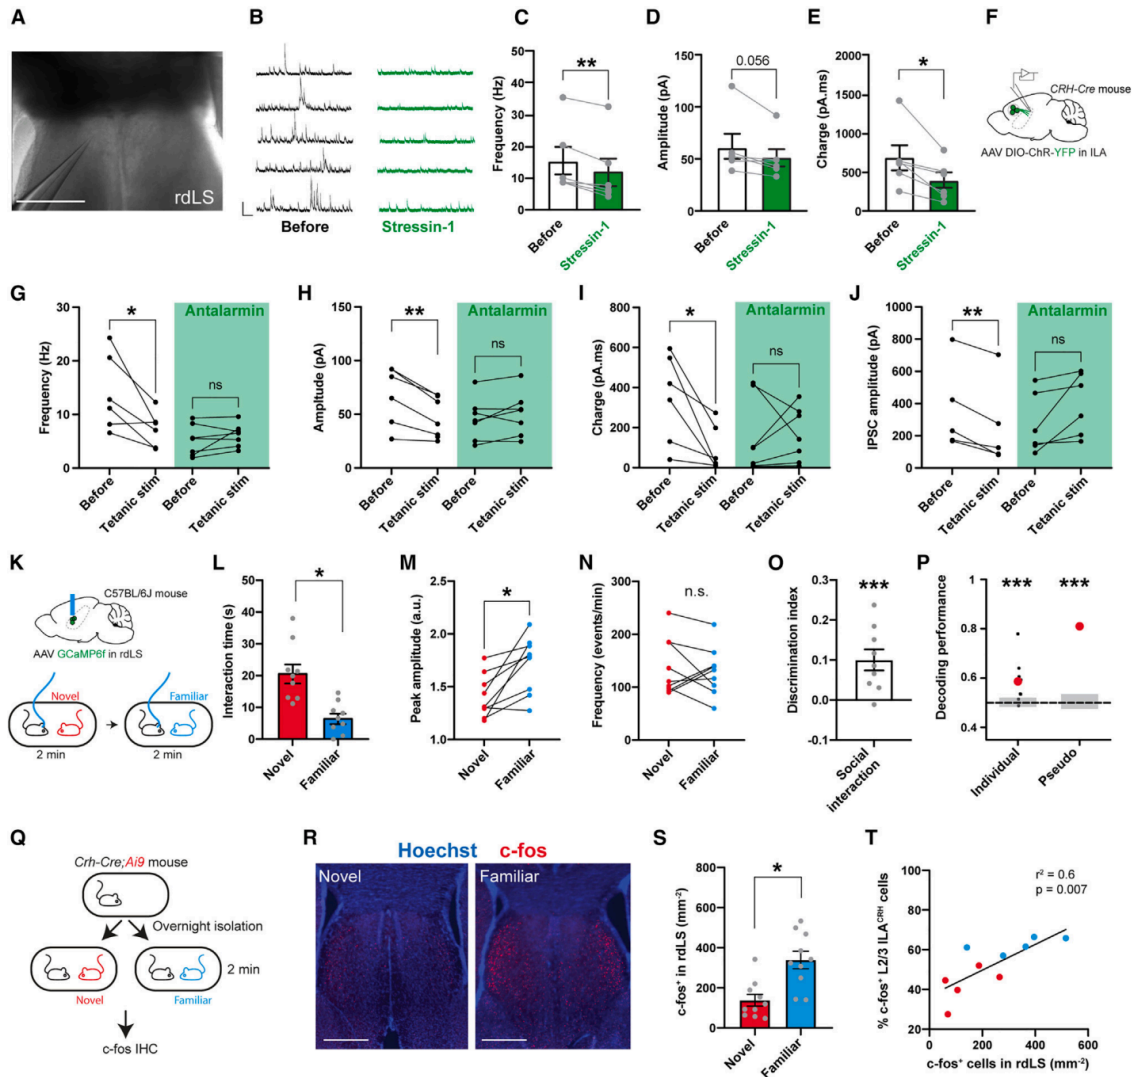 A
rdLS
B
Before
Stressin-1
C
Frequency (Hz)
50
40
30
20
10
0
**
Before
Stressin-1
D
Amplitude (pA)
150
100
50
0
0.056
Before
Stressin-1
E
Charge (pA.ms)
2000
1500
1000
500
0
*
Before
Stressin-1
F
CRH-Cre mouse
AAV DIO-ChR-YFP in ILA
G
Frequency (Hz)
30
20
10
0
*
Antalarmin
ns
Before
Tetanic stim
Before
Tetanic stim
H
Ampltude (pA)
150
100
50
0
**
Antalarmin
ns
Before
Tetanic stim
Before
Tetanic stim
I
Charge (pA.ms)
800
600
400
200
0
*
Antalarmin
ns
Before
Tetanic stim
Before
Tetanic stim
J
IPSC amplitude (pA)
1000
800
600
400
200
0
**
Antalarmin
ns
Before
Tetanic stim
Before
Tetanic stim
K
C57BL/6J mouse
AAV GCaMP6f in rdLS
Novel
Familiar
2 min
2 min
L
Interaction time (s)
50
40
30
20
10
0
*
Novel
Familiar
M
Peak amplitude (a.u.)
2.5
2.0
1.5
1.0
*
Novel
Familiar
N
Frequency (events/min)
300
200
150
100
50
0
n.s.
Novel
Familiar
O
Discrimination index
0.3
0.2
0.1
0.0
-0.1
***
Social
interaction
P
Decoding performance
1
0.8
0.6
0.4
***
***
Individual
Pseudo
Q
Crh-Cre;Ai9 mouse
Overnight isolation
2 min
Novel
Familiar
c-fos IHC
R
Hoechst c-fos
Novel
Familiar
S
c-fos⁺ in rdLS (mm⁻²)
800
600
400
200
0
*
Novel
Familiar
T
% c-fos⁺ L2/3 ILAᶜᴿᴴ cells
100
80
60
40
20
r² = 0.6
p = 0.007
0
200
400
600
c-fos⁺ cells in rdLS (mm⁻²)